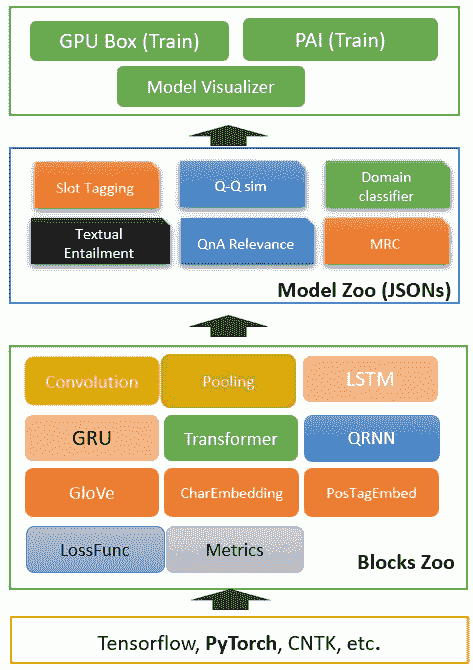 GPU Box (Train)
PAI (Train)
Model Visualizer
Slot Tagging
Q-Q sim
Domain
classifier
Textual
Entailment
QnA Relevance
MRC
Model Zoo (JSONs)
Convolution
Pooling
LSTM
GRU
Transformer
QRNN
GloVe
CharEmbedding
PosTagEmbed
LossFunc
Metrics
Blocks Zoo
Tensorflow, PyTorch, CNTK, etc.